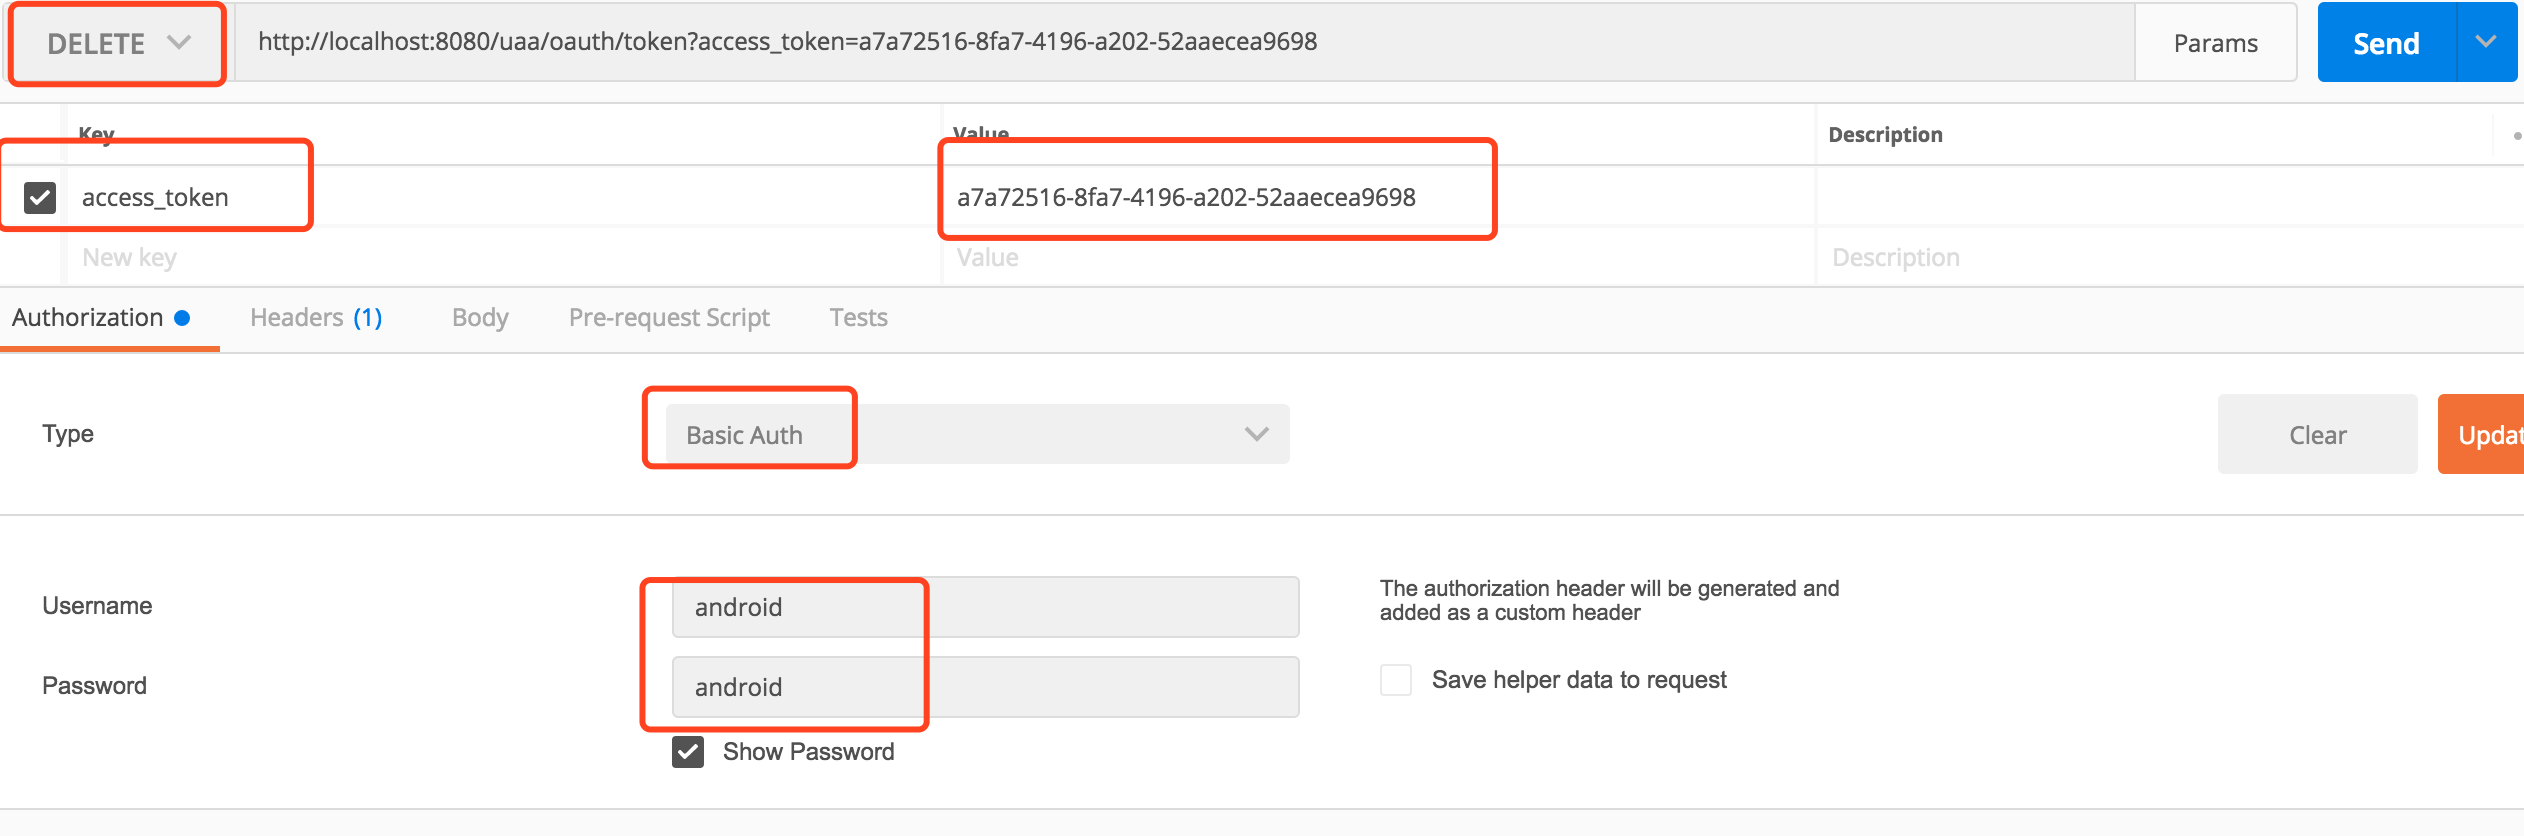 DELETE
http://localhost:8080/uaa/oauth/token?access_token=a7a72516-8fa7-4196-a202-52aaecea9698
Params
Send
Key
Value
Description
access_token
a7a72516-8fa7-4196-a202-52aaecea9698
New key
Value
Description
Authorization
Headers (1)
Body
Pre-request Script
Tests
Type
Basic Auth
Clear
Updat
Username
android
The authorization header will be generated and
added as a custom header
Password
android
Save helper data to request
Show Password